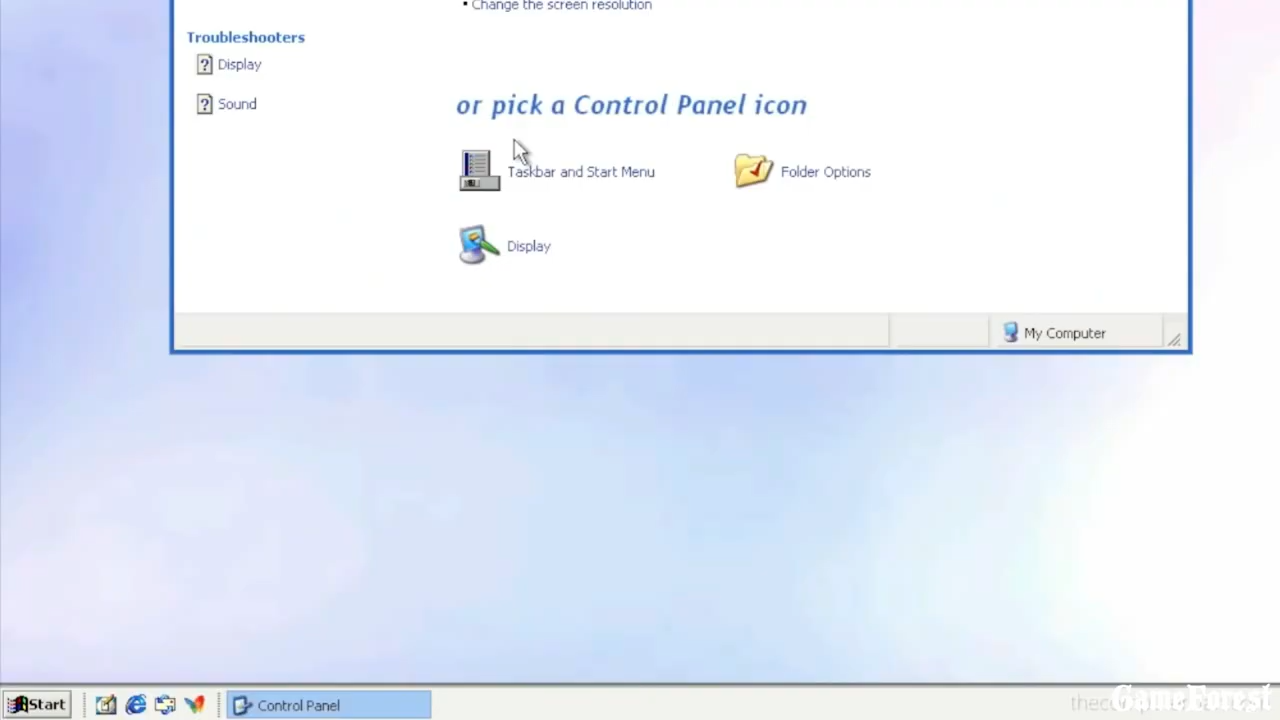 • Change the screen resolution
Troubleshooters
Display
Sound
or pick a Control Panel icon
Taskbar and Start Menu
Folder Options
Display
My Computer
Start
Control Panel
GameForest